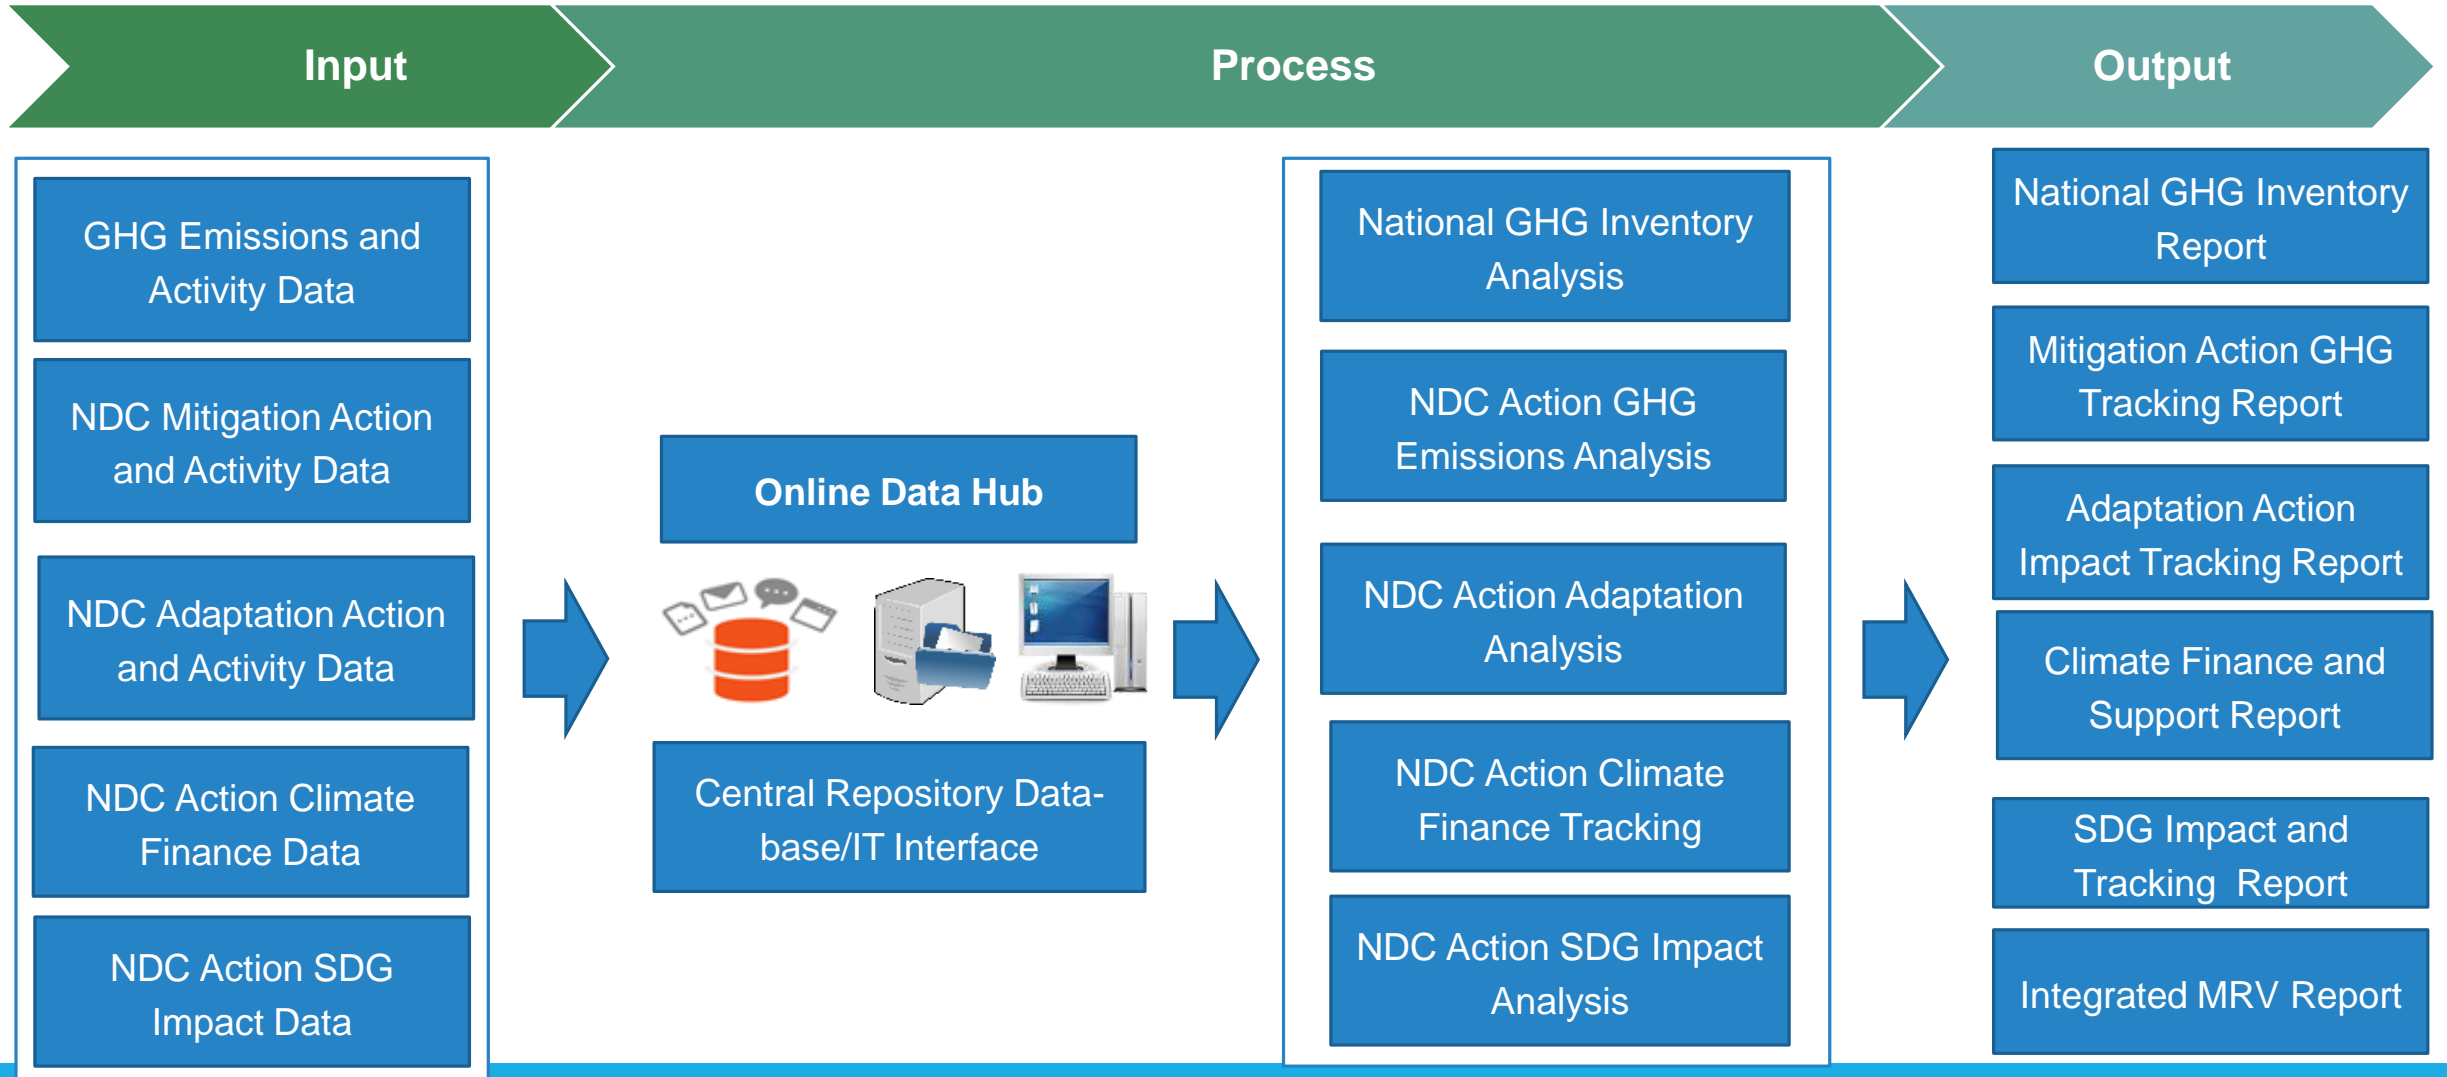 Input
Process
Output
GHG Emissions and
Activity Data
NDC Mitigation Action
and Activity Data
NDC Adaptation Action
and Activity Data
NDC Action Climate
Finance Data
NDC Action SDG
Impact Data
Online Data Hub
Central Repository Data-
base/IT Interface
National GHG Inventory
Analysis
NDC Action GHG
Emissions Analysis
NDC Action Adaptation
Analysis
NDC Action Climate
Finance Tracking
NDC Action SDG Impact
Analysis
National GHG Inventory
Report
Mitigation Action GHG
Tracking Report
Adaptation Action
Impact Tracking Report
Climate Finance and
Support Report
SDG Impact and
Tracking  Report
Integrated MRV Report